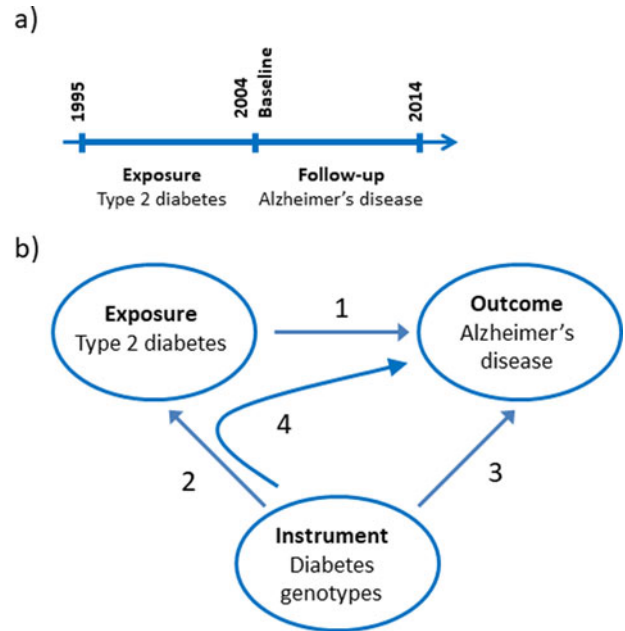 a)
1995
2004
Baseline
2014
Exposure
Type 2 diabetes
Follow-up
Alzheimer's disease
b)
Exposure
Type 2 diabetes
1
Outcome
Alzheimer's
disease
4
2
3
Instrument
Diabetes
genotypes